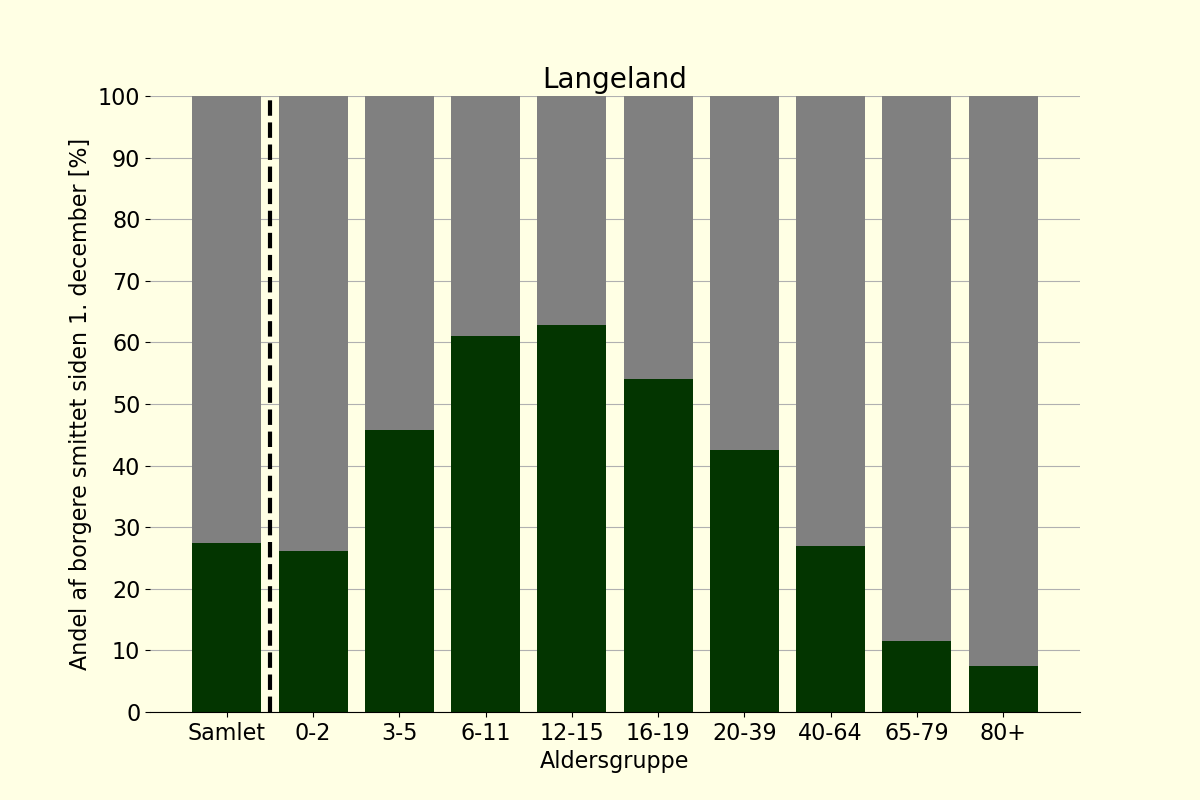 Langeland
Andel af borgere smittet siden 1. december [%]
100
90
80
70
60
50
40
30
20
10
0
Samlet 0-2 3-5 6-11 12-15 16-19 20-39 40-64 65-79 80+
Aldersgruppe